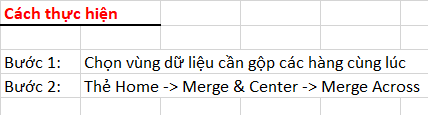 Cách thực hiện
Bước 1: Chọn vùng dữ liệu cần gộp các hàng cùng lúc
Bước 2: Thẻ Home -> Merge & Center -> Merge Across